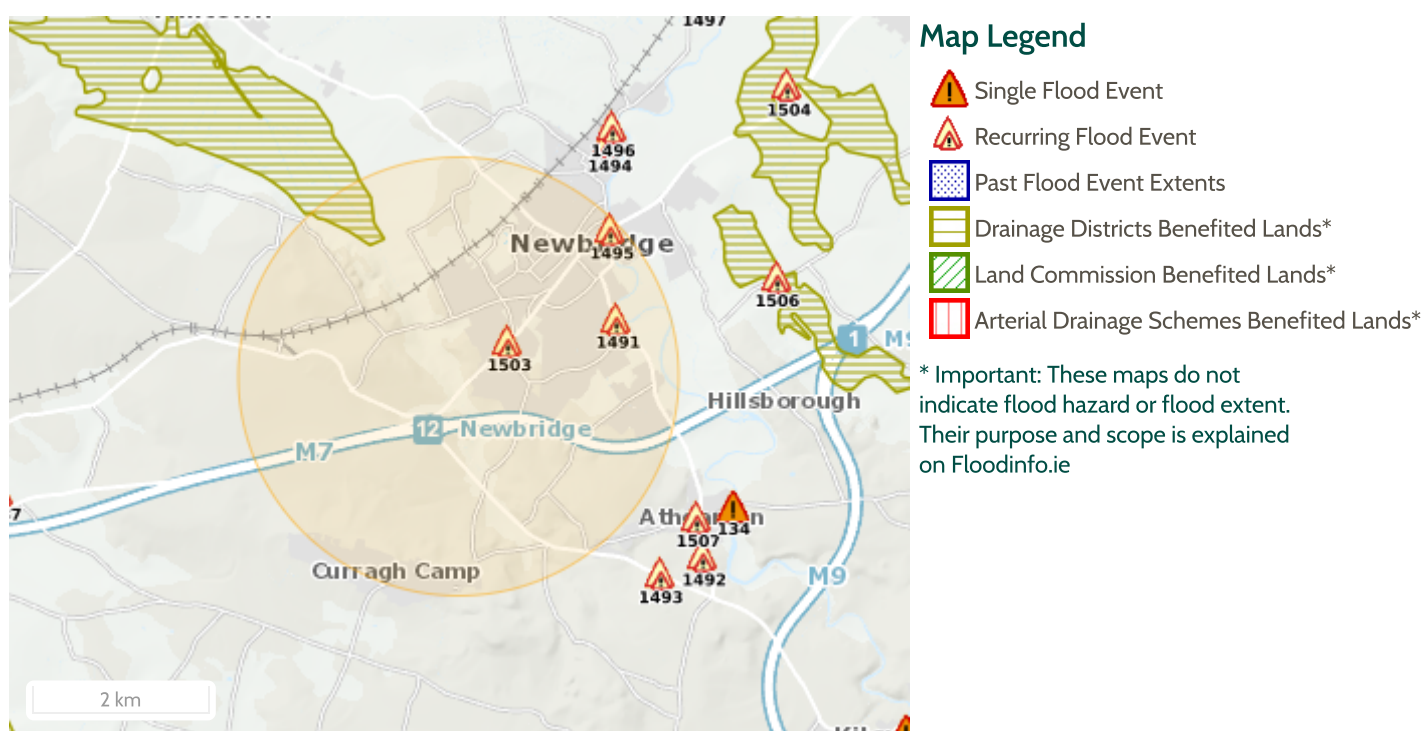 1497
1504
1496
1494
Newbridge
1495
1506
1491
1
1503
Hillsborough
12 Newbridge
M7
Athgarvan
134
1507
1492
1493
Curragh Camp
M9
2 km
Map Legend
Single Flood Event
Recurring Flood Event
Past Flood Event Extents
Drainage Districts Benefited Lands*
Land Commission Benefited Lands*
Arterial Drainage Schemes Benefited Lands*
* Important: These maps do not
indicate flood hazard or flood extent.
Their purpose and scope is explained
on Floodinfo.ie